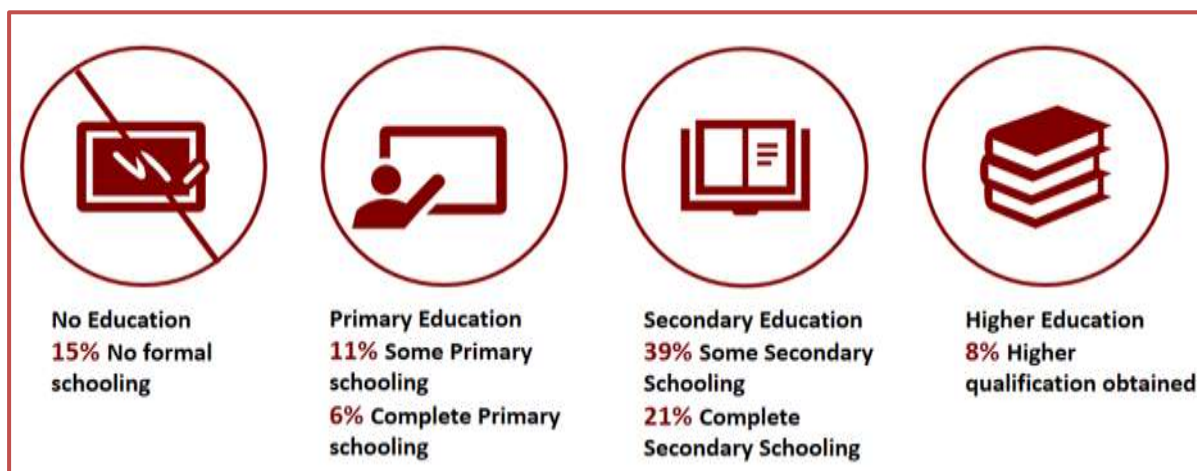 No Education
15% No formal
schooling
Primary Education
11% Some Primary
schooling
6% Complete Primary
schooling
Secondary Education
39% Some Secondary
Schooling
21% Complete
Secondary Schooling
Higher Education
8% Higher
qualification obtained